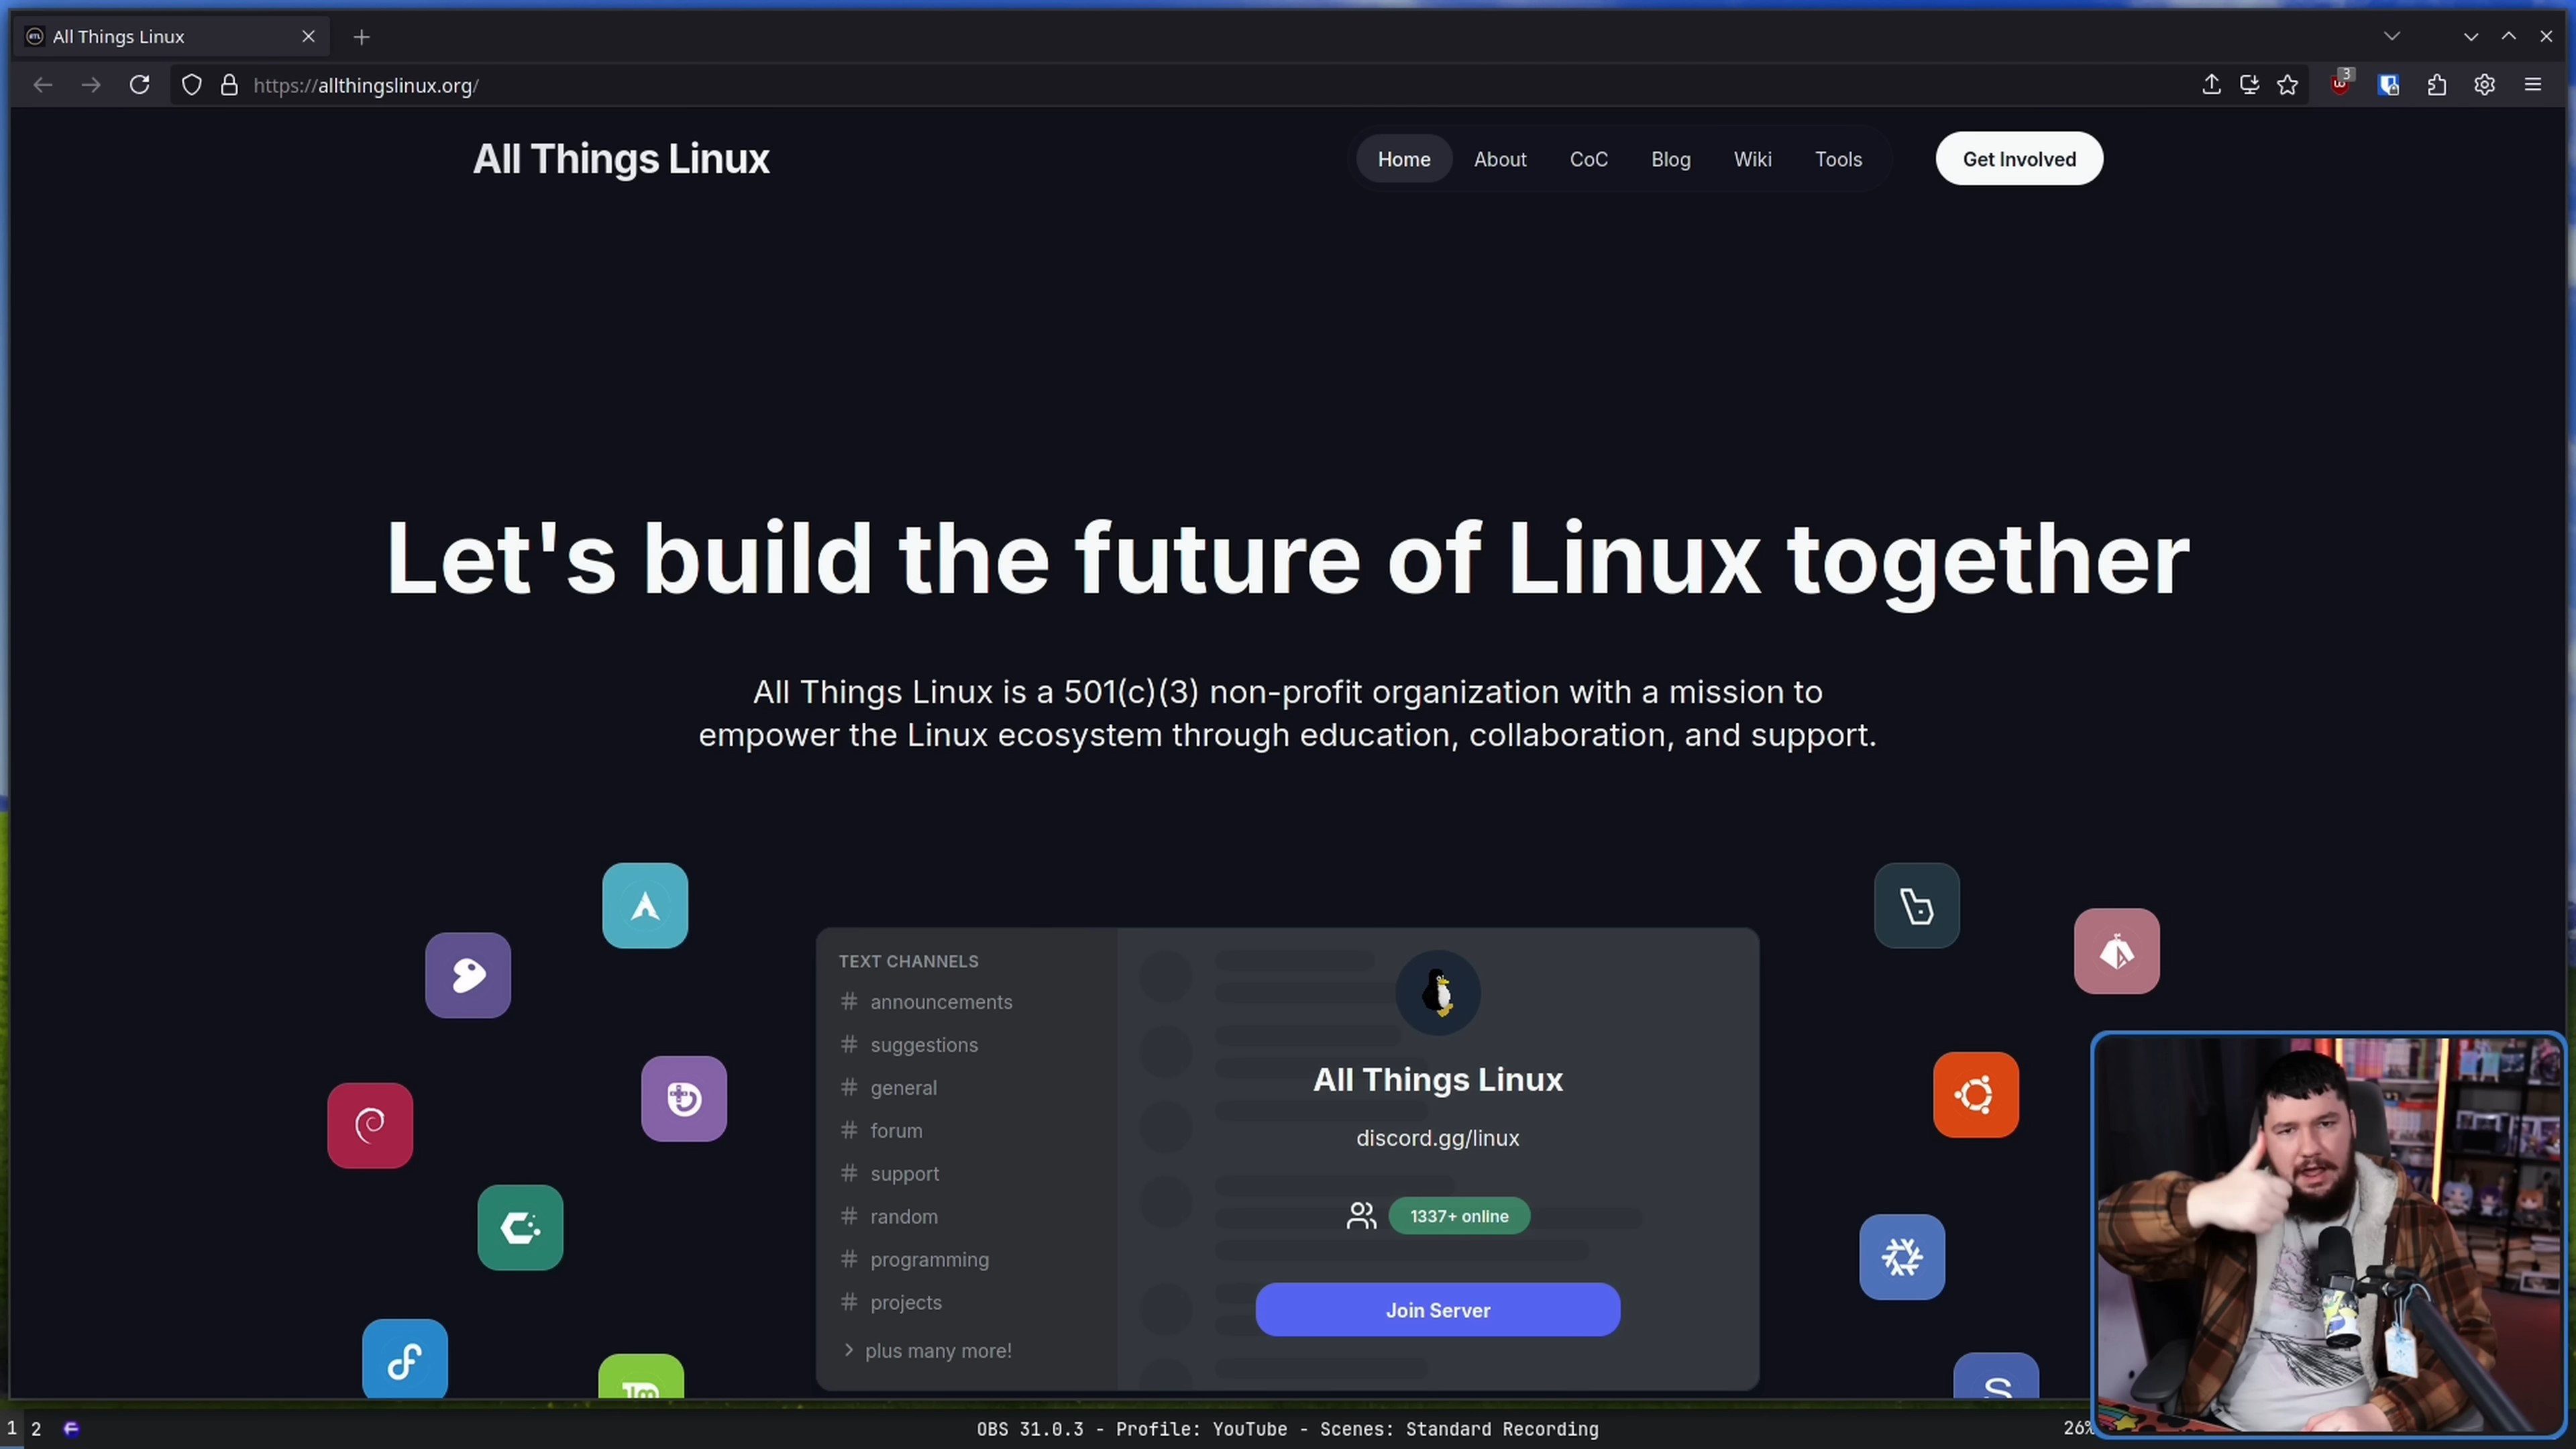 All Things Linux
https://allthingslinux.org/
3
All Things Linux
Home
About
CoC
Blog
Wiki
Tools
Get Involved
Let's build the future of Linux together
All Things Linux is a 501(c)(3) non-profit organization with a mission to
empower the Linux ecosystem through education, collaboration, and support.
TEXT CHANNELS
# announcements
# suggestions
# general
# forum
# support
# random
# programming
# projects
> plus many more!
All Things Linux
discord.gg/linux
1337+ online
Join Server
1 2
OBS 31.0.3 - Profile: YouTube - Scenes: Standard Recording
26%